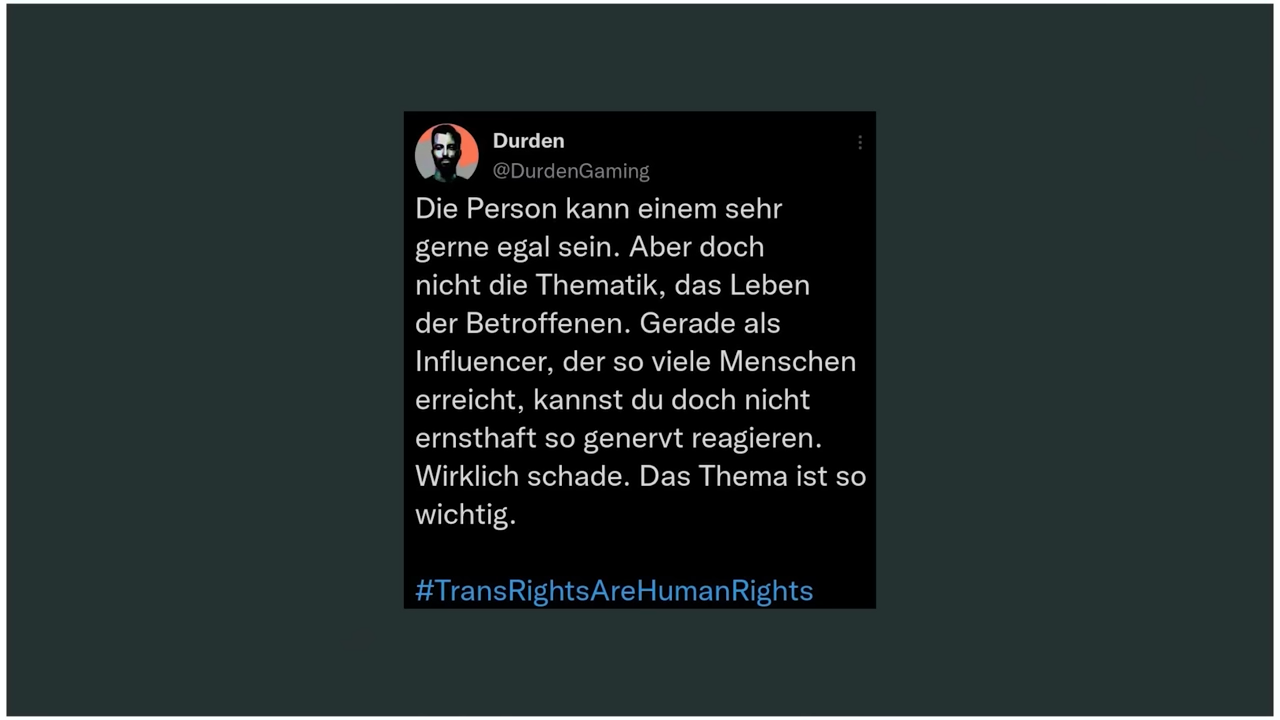 Durden
@DurdenGaming
Die Person kann einem sehr
gerne egal sein. Aber doch
nicht die Thematik, das Leben
der Betroffenen. Gerade als
Influencer, der so viele Menschen
erreicht, kannst du doch nicht
ernsthaft so genervt reagieren.
Wirklich schade. Das Thema ist so
wichtig.
#TransRightsAreHumanRights